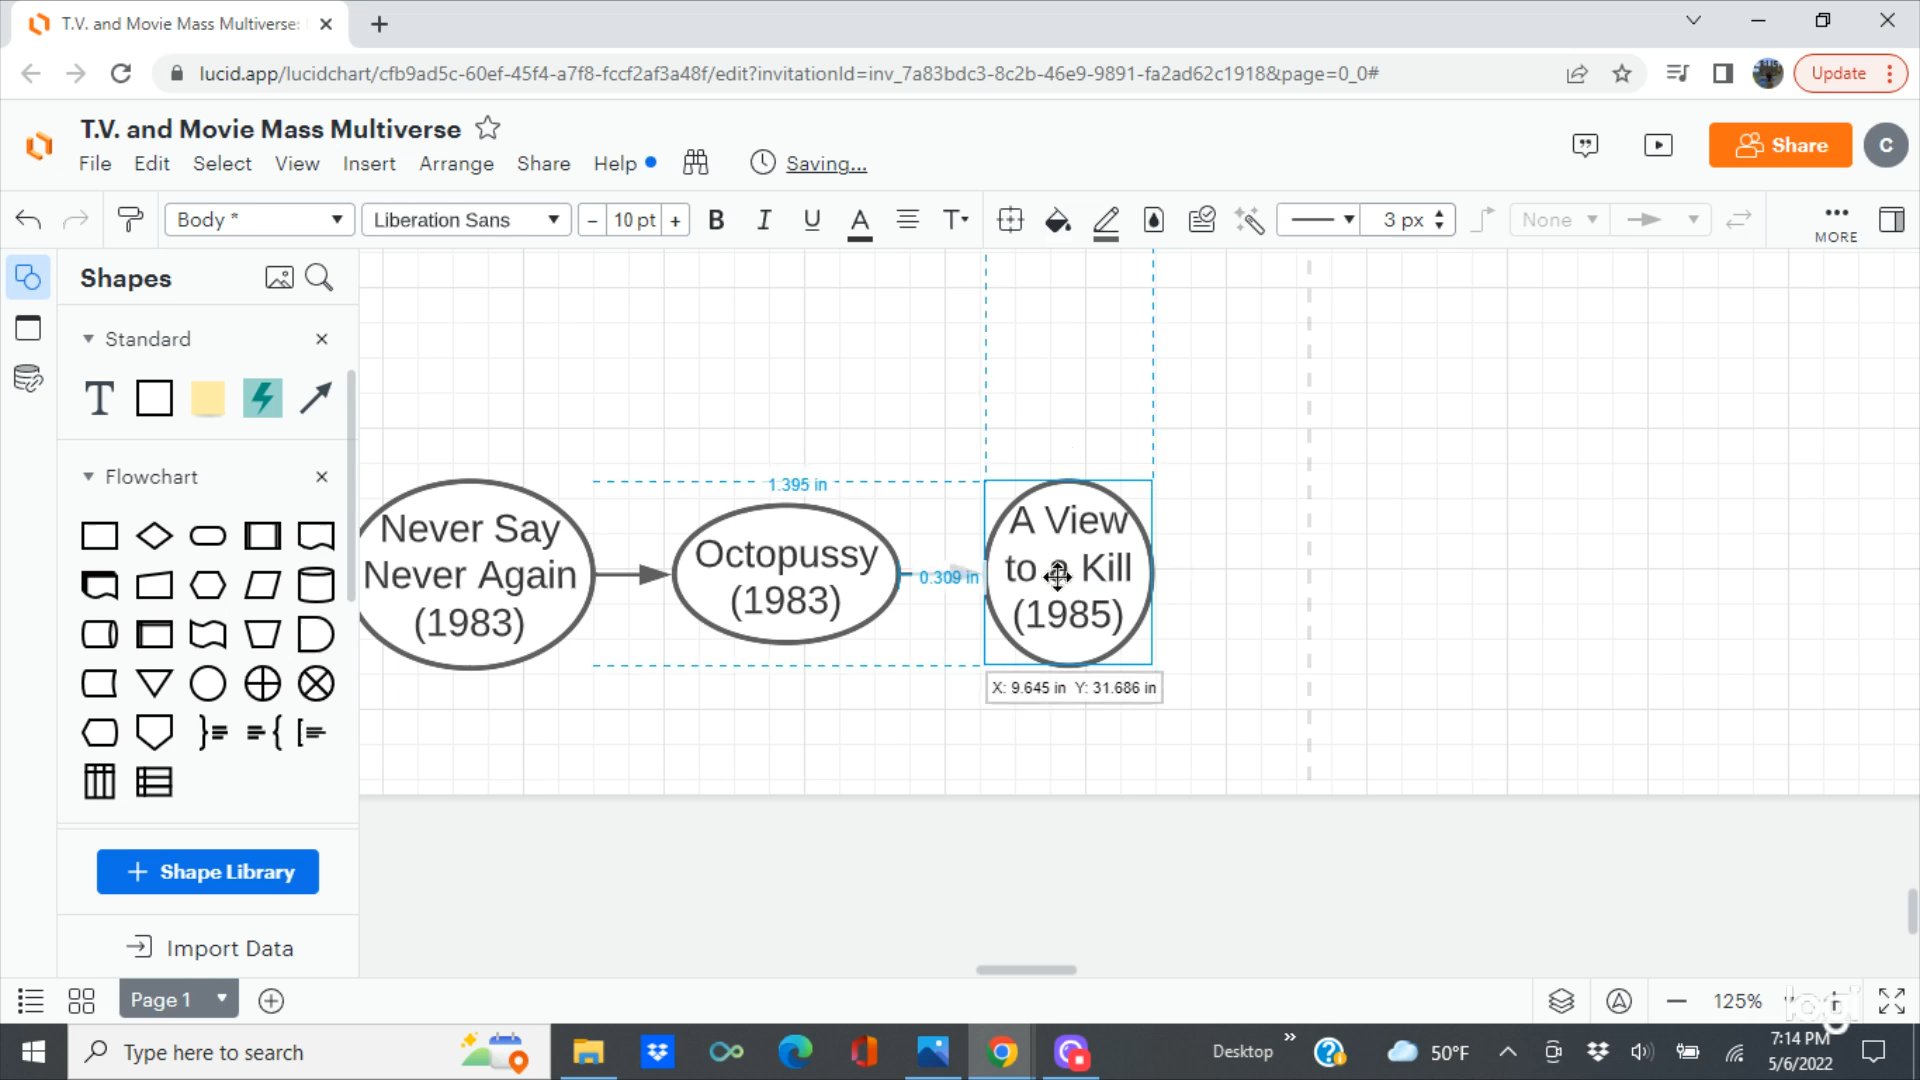 T.V. and Movie Mass Multiverse:
lucid.app/lucidchart/cfb9ad5c-60ef-45f4-a7f8-fccf2af3a48f/edit?invitationId=inv_7a83bdc3-8c2b-46e9-9891-fa2ad62c1918&page=0_0#
Update
T.V. and Movie Mass Multiverse
File Edit Select View Insert Arrange Share Help Saving...
Share
C
Body * Liberation Sans − 10 pt + B I U A T 3 px None MORE
Shapes
Standard
T
Flowchart
Shape Library
Import Data
1.395 in
Never Say
Never Again
(1983)
Octopussy
(1983)
0.309 in
A View
to a Kill
(1985)
X: 9.645 in Y: 31.686 in
Page 1
125%
logi
Type here to search
Desktop
50°F
7:14 PM
5/6/2022